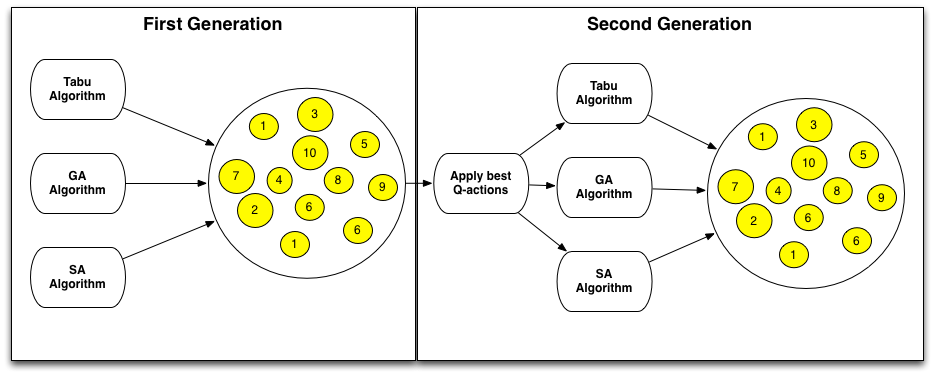 First Generation
Tabu
Algorithm
GA
Algorithm
SA
Algorithm
1
3
5
10
7
4
8
9
2
6
6
1
Second Generation
Apply best
Q-actions
Tabu
Algorithm
GA
Algorithm
SA
Algorithm
1
3
5
10
7
4
8
9
2
6
6
1